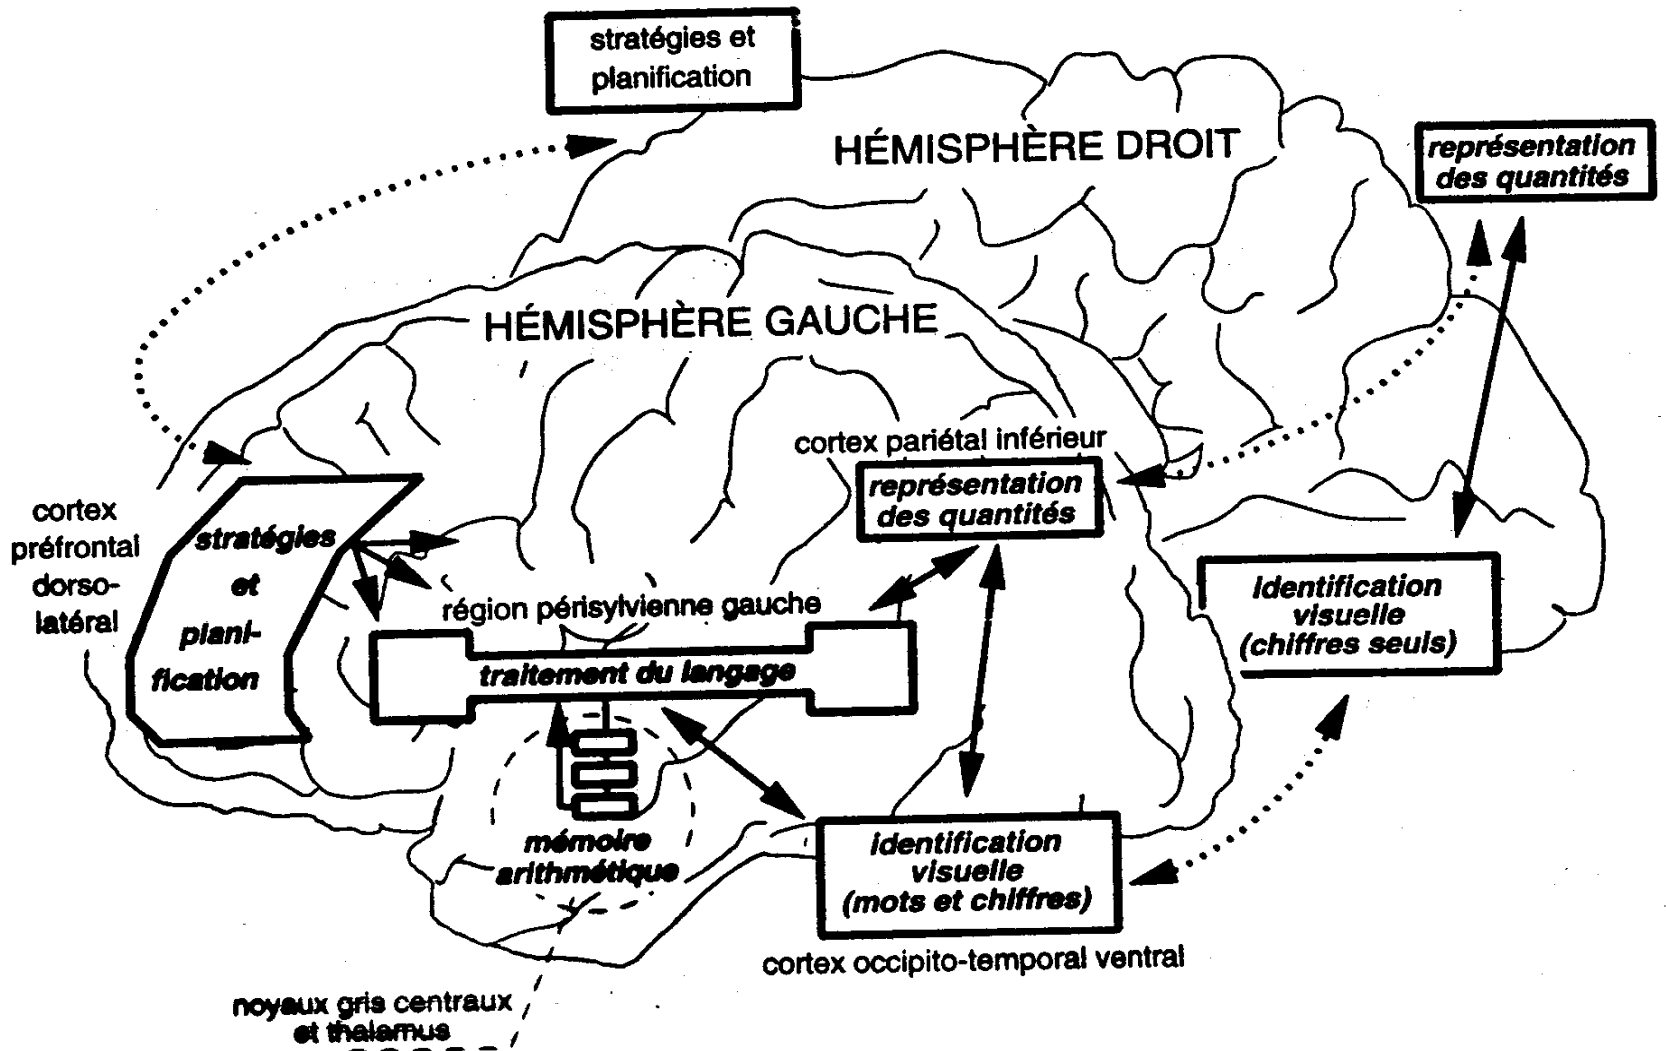 stratégies et
planification
HÉMISPHÈRE DROIT
représentation
des quantités
HÉMISPHÈRE GAUCHE
cortex pariétal inférieur
représentation
des quantités
cortex
préfrontal
dorso-
latéral
stratégies
et
plani-
fication
région périsylvienne gauche
traitement du langage
Identification
visuelle
(chiffres seuls)
mémoire
arithmétique
identification
visuelle
(mots et chiffres)
cortex occipito-temporal ventral
noyaux gris centraux
et thalamus